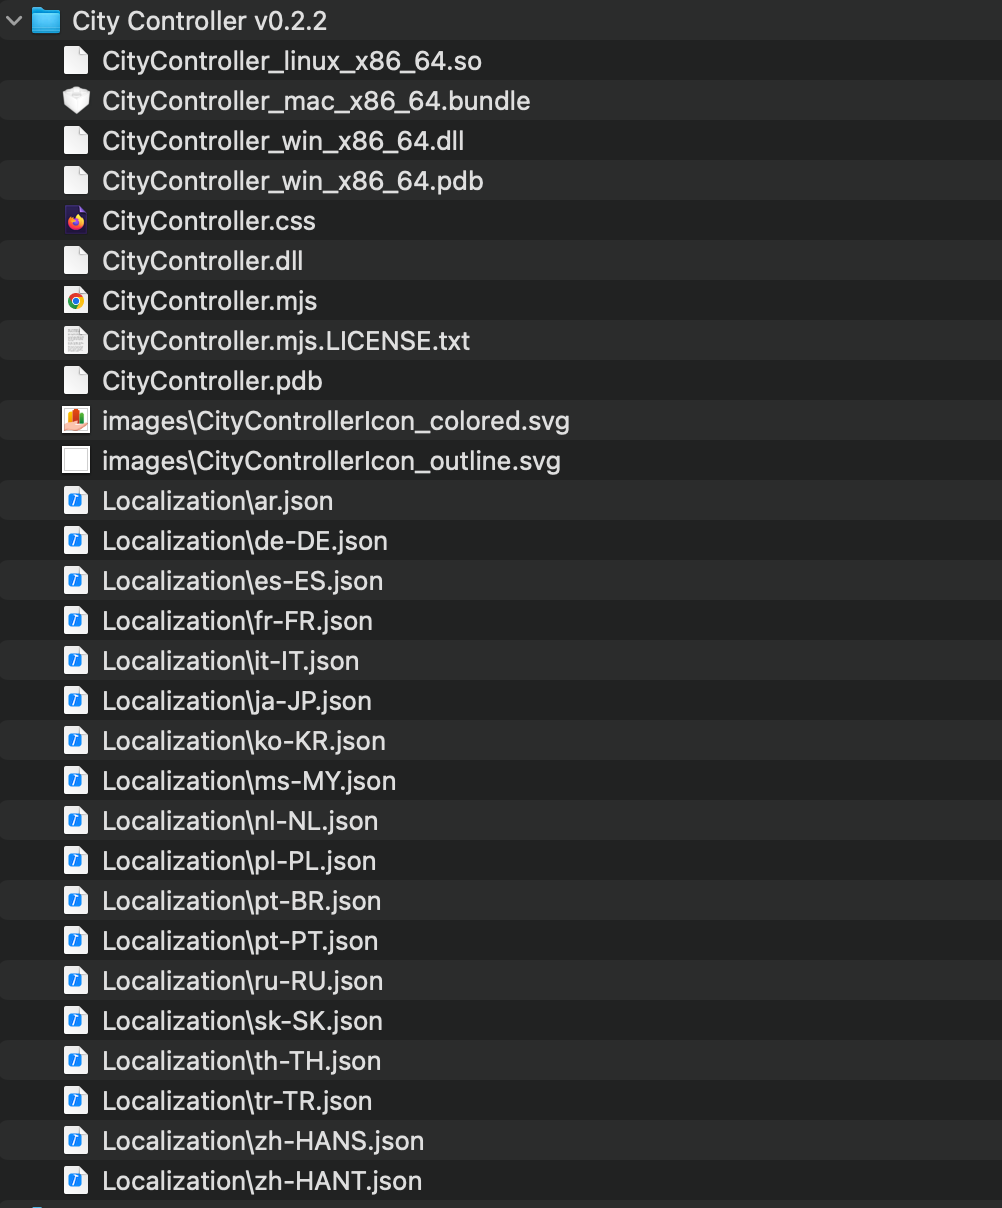 City Controller v0.2.2
CityController_linux_x86_64.so
CityController_mac_x86_64.bundle
CityController_win_x86_64.dll
CityController_win_x86_64.pdb
CityController.css
CityController.dll
CityController.mjs
CityController.mjs.LICENSE.txt
CityController.pdb
images\CityControllerIcon_colored.svg
images\CityControllerIcon_outline.svg
Localization\ar.json
Localization\de-DE.json
Localization\es-ES.json
Localization\fr-FR.json
Localization\it-IT.json
Localization\ja-JP.json
Localization\ko-KR.json
Localization\ms-MY.json
Localization\nl-NL.json
Localization\pl-PL.json
Localization\pt-BR.json
Localization\pt-PT.json
Localization\ru-RU.json
Localization\sk-SK.json
Localization\th-TH.json
Localization\tr-TR.json
Localization\zh-HANS.json
Localization\zh-HANT.json